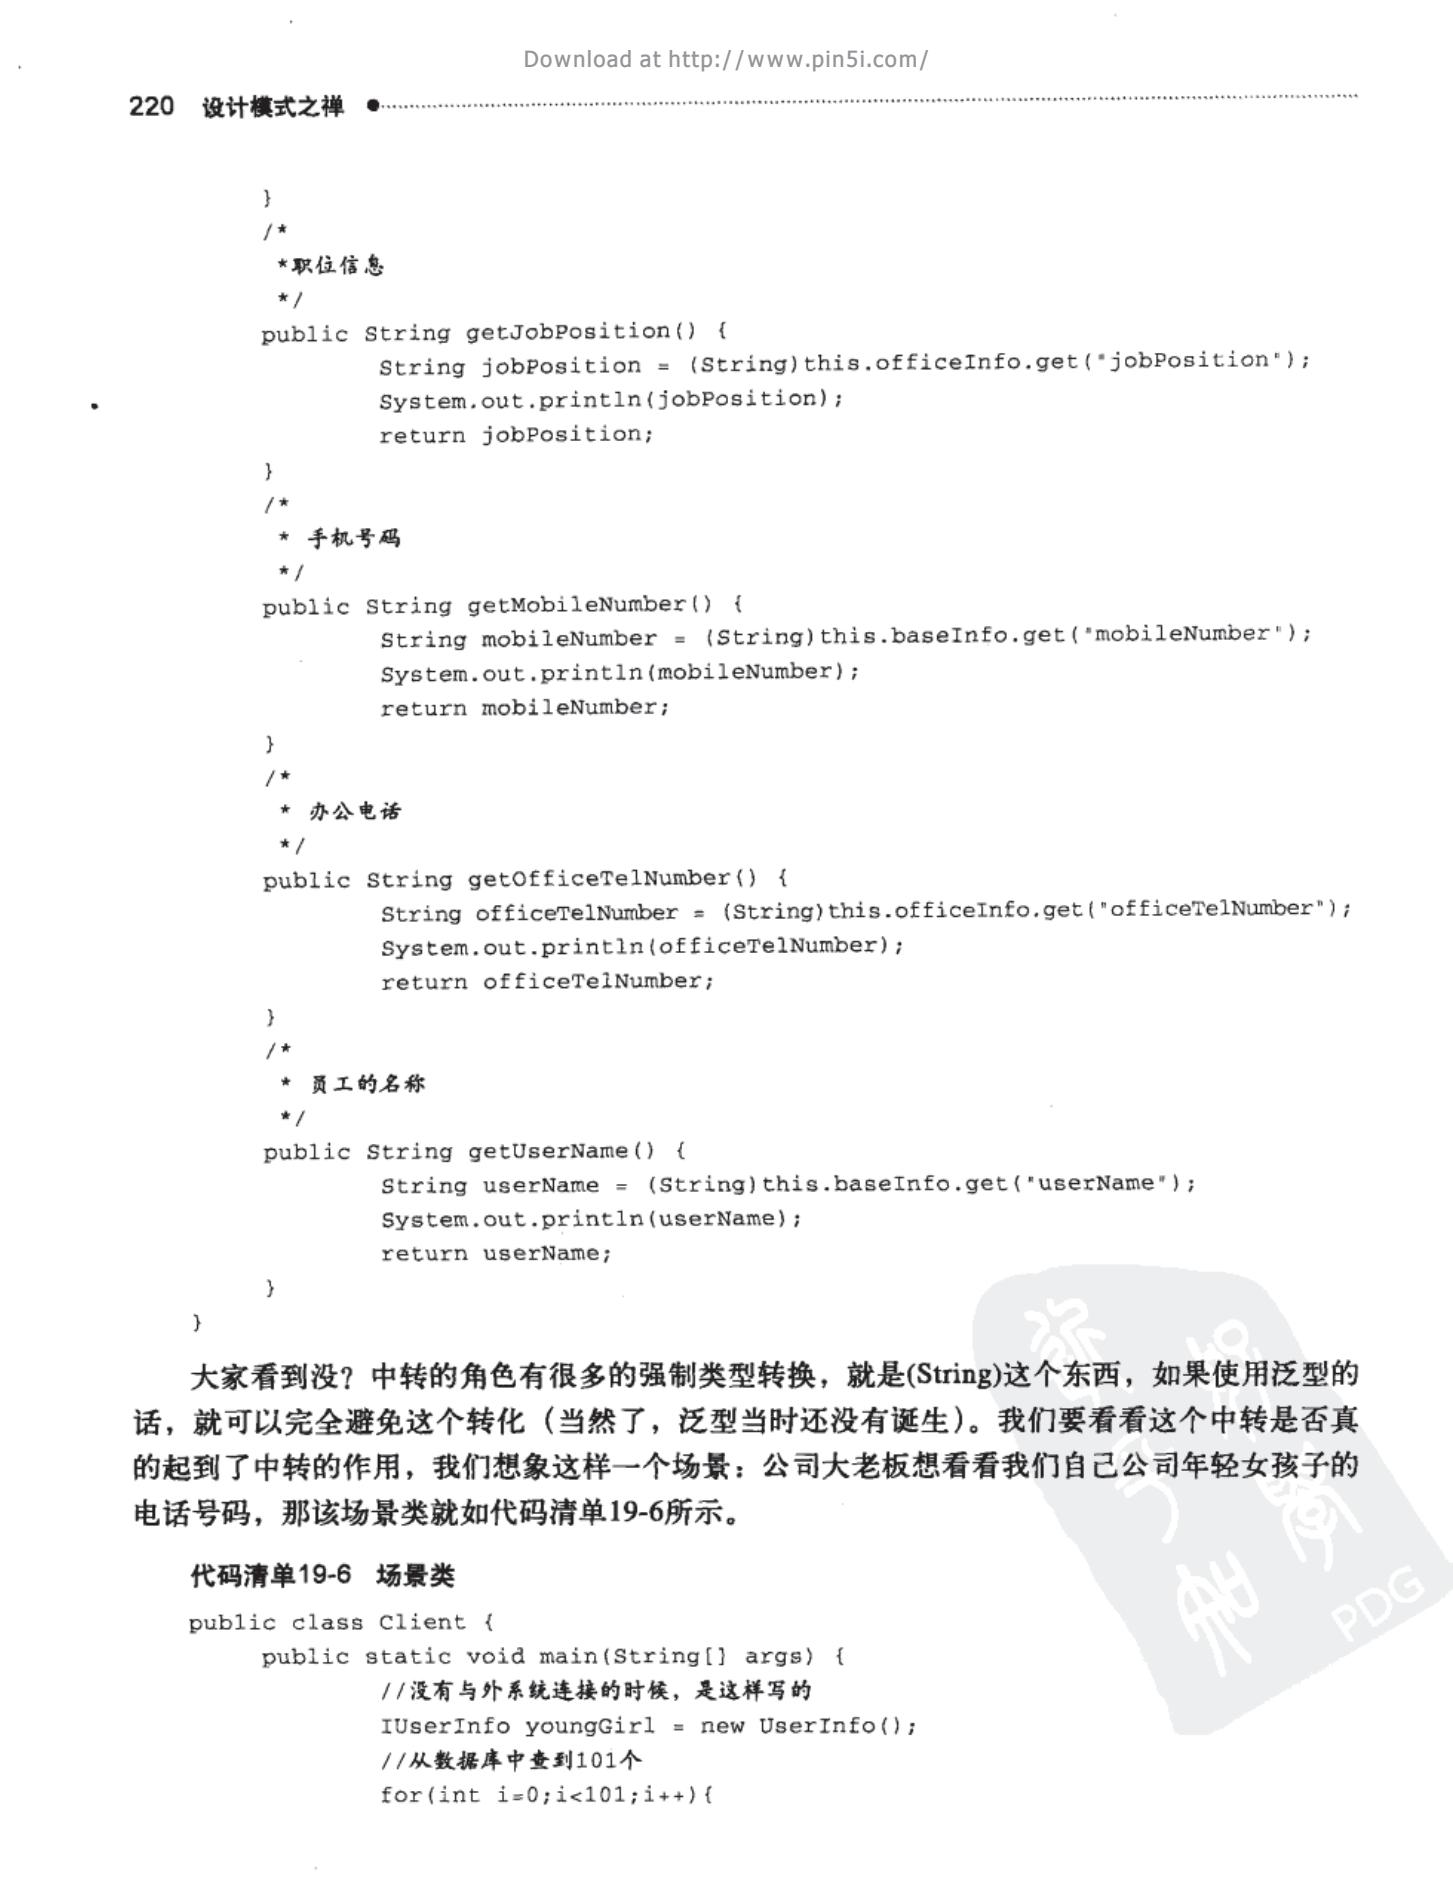 Download at http://www.pin5i.com/
220 设计模式之禅
}
/*
*职位信息
*/
public String getJobPosition() {
String jobPosition = (String)this.officeInfo.get("jobPosition");
System.out.println(jobPosition);
return jobPosition;
}
/*
* 手机号码
*/
public String getMobileNumber() {
String mobileNumber = (String)this.baseInfo.get("mobileNumber");
System.out.println(mobileNumber);
return mobileNumber;
}
/*
* 办公电话
*/
public String getOfficeTelNumber() {
String officeTelNumber = (String)this.officeInfo.get("officeTelNumber");
System.out.println(officeTelNumber);
return officeTelNumber;
}
/*
* 员工的名称
*/
public String getUserName() {
String userName = (String)this.baseInfo.get("userName");
System.out.println(userName);
return userName;
}
}
大家看到没？中转的角色有很多的强制类型转换，就是(String)这个东西，如果使用泛型的
话，就可以完全避免这个转化（当然了，泛型当时还没有诞生）。我们要看看这个中转是否真
的起到了中转的作用，我们想象这样一个场景：公司大老板想看看我们自己公司年轻女孩子的
电话号码，那该场景类就如代码清单19-6所示。
代码清单19-6 场景类
public class Client {
public static void main(String[] args) {
//没有与外系统连接的时候，是这样写的
IUserInfo youngGirl = new UserInfo();
//从数据库中查到101个
for(int i=0;i<101;i++){
PDG